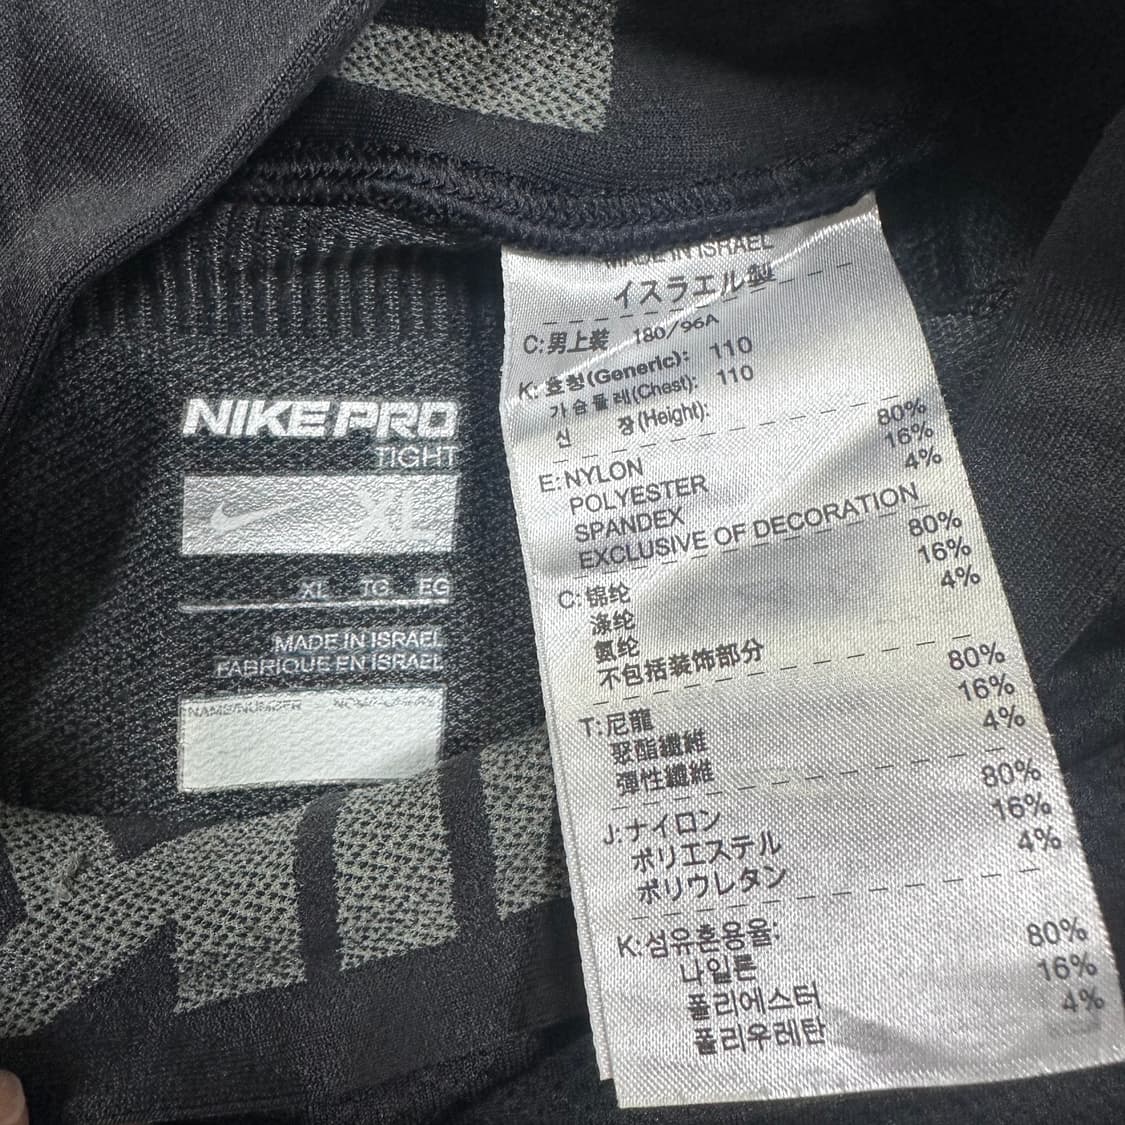 NIKE PRO
TIGHT
XL
XL TG EG
MADE IN ISRAEL
FABRIQUE EN ISRAEL
NAME/NUMBER
MADE IN ISRAEL
イスラエル製
C:男上装 180/96A
K:호칭(Generic): 110
가슴둘레(Chest): 110
신 장(Height):
E:NYLON 80%
POLYESTER 16%
SPANDEX 4%
EXCLUSIVE OF DECORATION
C:锦纶 80%
涤纶 16%
氨纶 4%
不包括装饰部分
T:尼龍 80%
聚酯纖維 16%
彈性纖維 4%
J:ナイロン 80%
ポリエステル 16%
ポリウレタン 4%
K:섬유혼용율:
나일론 80%
폴리에스터 16%
폴리우레탄 4%